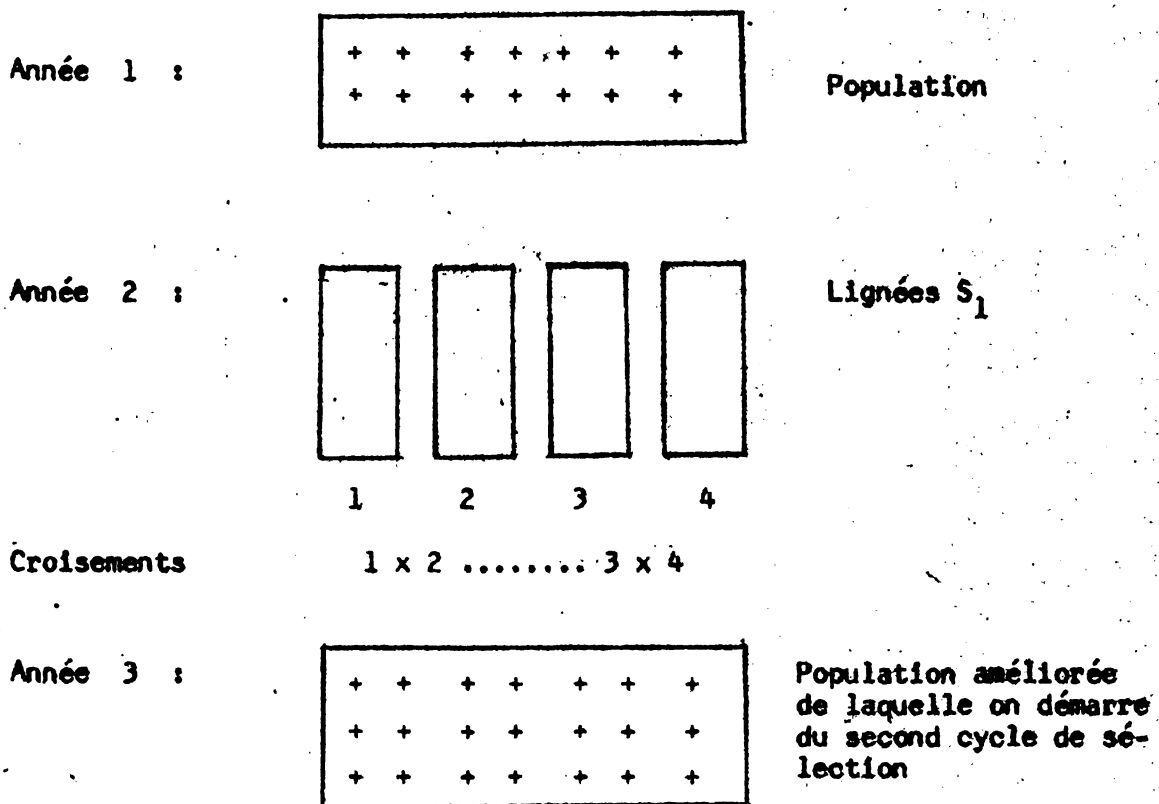 Année 1 :
+ + + + + + +
+ + + + + + +
Population
Année 2 :
Lignées S1
1 2 3 4
Croisements 1 x 2 ........ 3 x 4
Année 3 :
+ + + + + + +
+ + + + + + +
+ + + + + + +
Population améliorée
de laquelle on démarre
du second cycle de sé-
lection